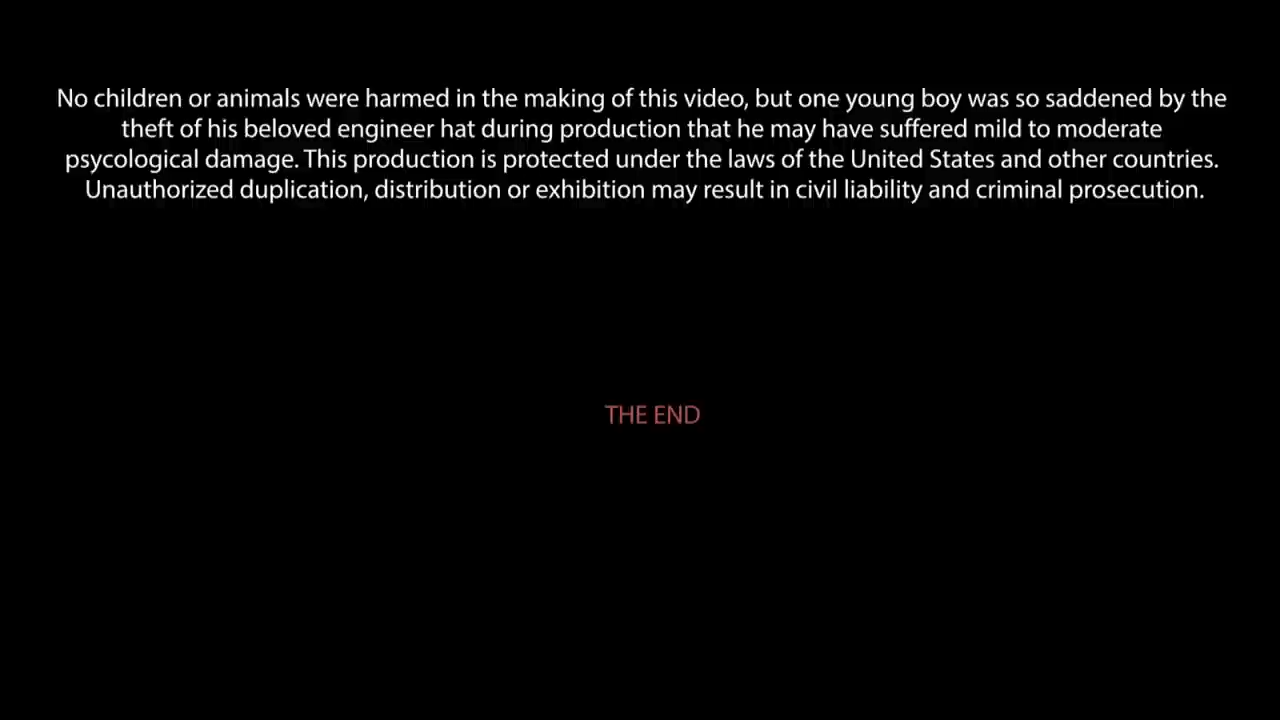 No children or animals were harmed in the making of this video, but one young boy was so saddened by the
theft of his beloved engineer hat during production that he may have suffered mild to moderate
psycological damage. This production is protected under the laws of the United States and other countries.
Unauthorized duplication, distribution or exhibition may result in civil liability and criminal prosecution.
THE END